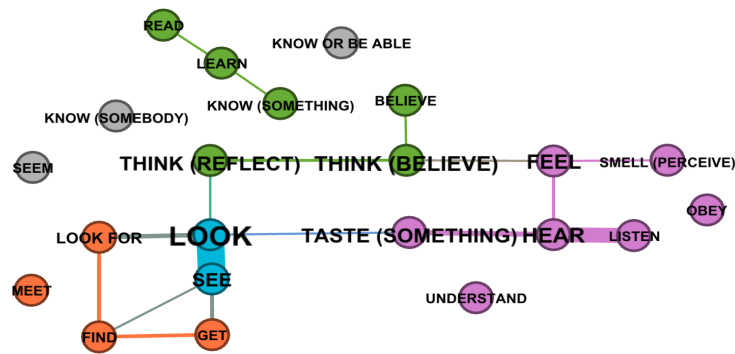 READ
KNOW OR BE ABLE
LEARN
KNOW (SOMETHING)
BELIEVE
KNOW (SOMEBODY)
SEEM
THINK (REFLECT)
THINK (BELIEVE)
FEEL
SMELL (PERCEIVE)
OBEY
LOOK FOR
LOOK
TASTE (SOMETHING)
HEAR
LISTEN
SEE
MEET
UNDERSTAND
FIND
GET